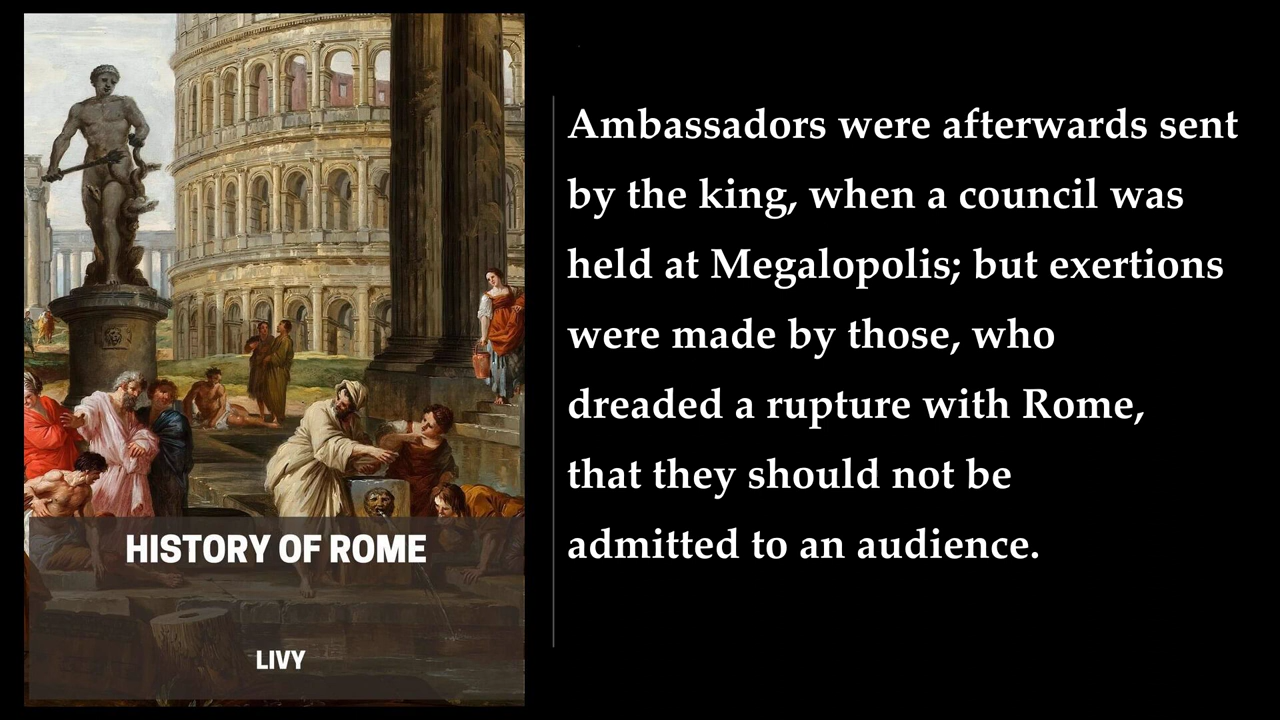 HISTORY OF ROME
LIVY
Ambassadors were afterwards sent
by the king, when a council was
held at Megalopolis; but exertions
were made by those, who
dreaded a rupture with Rome,
that they should not be
admitted to an audience.